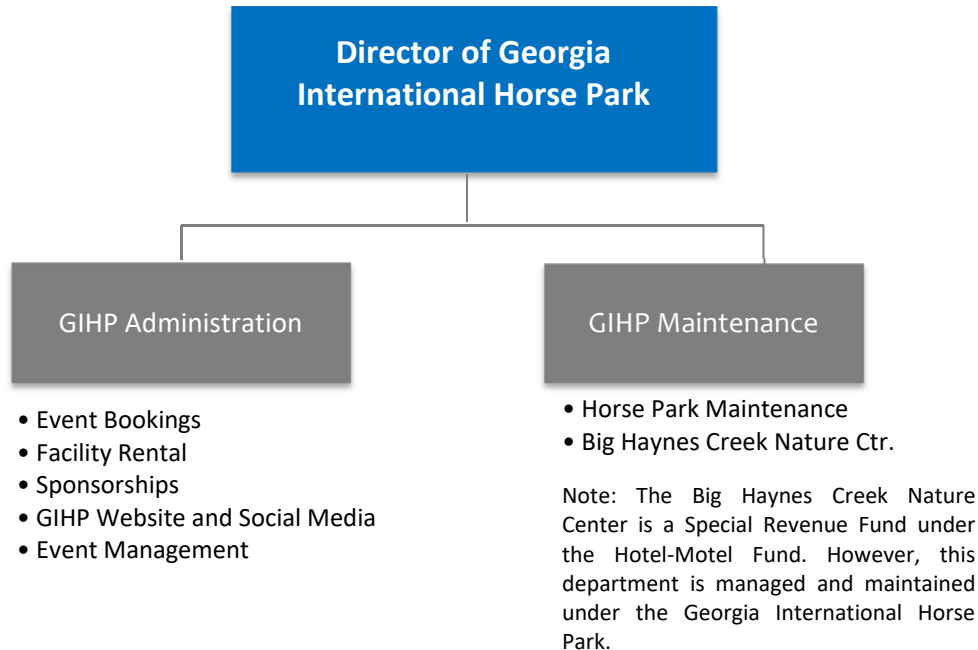 Director of Georgia
International Horse Park
GIHP Administration
• Event Bookings
• Facility Rental
• Sponsorships
• GIHP Website and Social Media
• Event Management
GIHP Maintenance
• Horse Park Maintenance
• Big Haynes Creek Nature Ctr.
Note: The Big Haynes Creek Nature
Center is a Special Revenue Fund under
the Hotel-Motel Fund. However, this
department is managed and maintained
under the Georgia International Horse
Park.